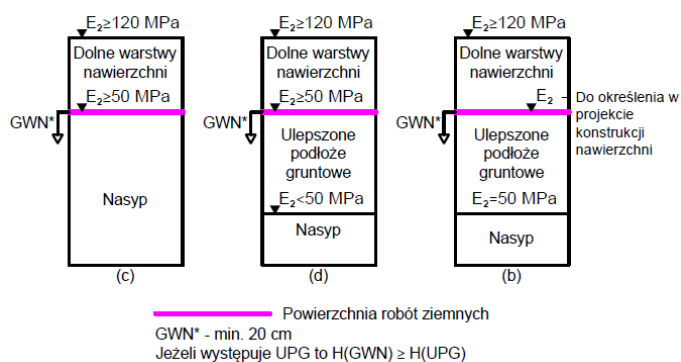 E₂≥120 MPa
Dolne warstwy
nawierzchni
E₂≥50 MPa
GWN*
Nasyp
(c)
E₂≥120 MPa
Dolne warstwy
nawierzchni
E₂≥50 MPa
GWN*
Ulepszone
podłoże
gruntowe
E₂<50 MPa
Nasyp
(d)
E₂≥120 MPa
Dolne warstwy
nawierzchni
E₂ - Do określenia w
projekcie
konstrukcji
nawierzchni
GWN*
Ulepszone
podłoże
gruntowe
E₂=50 MPa
Nasyp
(b)
Powierzchnia robót ziemnych
GWN* - min. 20 cm
Jeżeli występuje UPG to H(GWN) ≥ H(UPG)